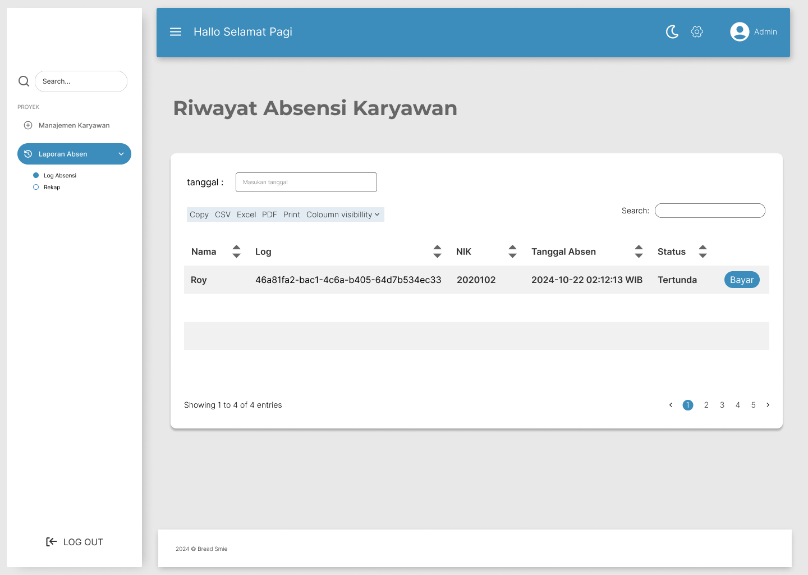 Hallo Selamat Pagi
Admin
Search...
PROYEK
Manajemen Karyawan
Laporan Absen
Log Absensi
Rekap
LOG OUT
Riwayat Absensi Karyawan
tanggal :
Masukan tanggal
Copy CSV Excel PDF Print Coloumn visibillity
Search:
Nama Log NIK Tanggal Absen Status
Roy 46a81fa2-bac1-4c6a-b405-64d7b534ec33 2020102 2024-10-22 02:12:13 WIB Tertunda Bayar
Showing 1 to 4 of 4 entries
‹ 1 2 3 4 5 ›
2024 © Bread Smile